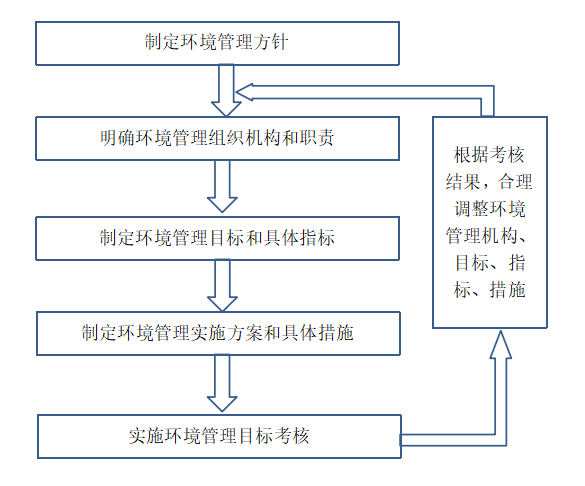 制定环境管理方针
明确环境管理组织机构和职责
制定环境管理目标和具体指标
制定环境管理实施方案和具体措施
实施环境管理目标考核
根据考核
结果，合理
调整环境
管理机构、
目标、指
标、措施